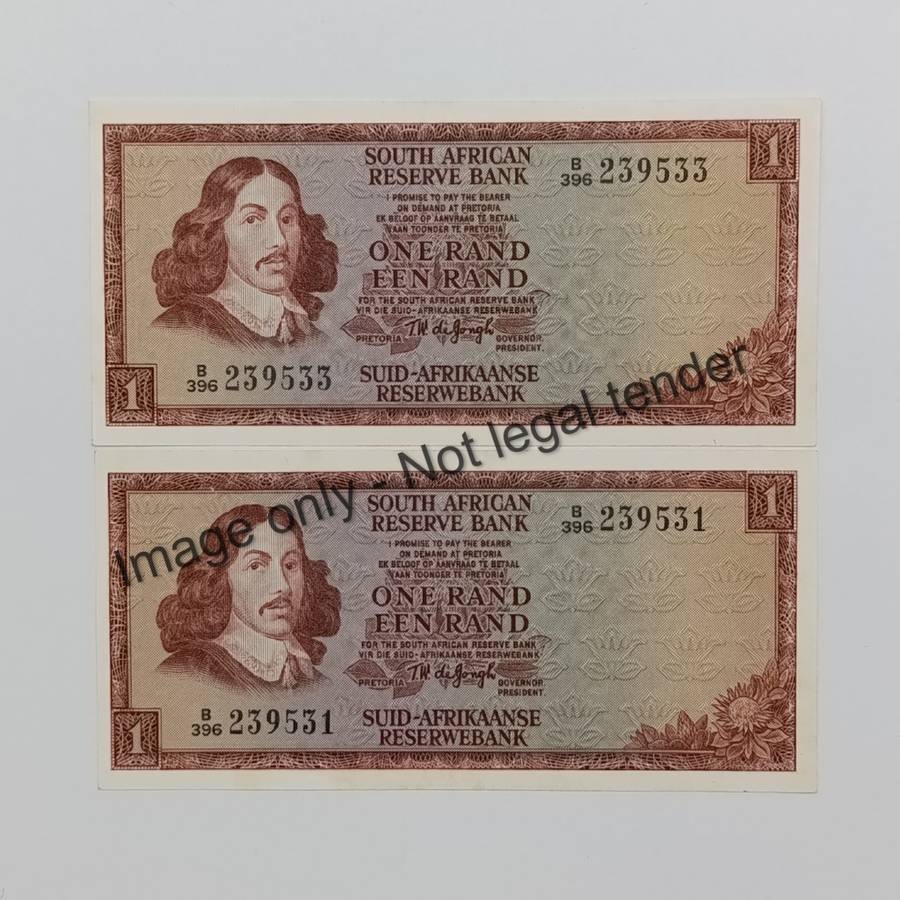 1
SOUTH AFRICAN
RESERVE BANK
B
396 239533
I PROMISE TO PAY THE BEARER
ON DEMAND AT PRETORIA
EK BELOOF OP AANVRAAG TE BETAAL
AAN TOONDER TE PRETORIA
ONE RAND
EEN RAND
FOR THE SOUTH AFRICAN RESERVE BANK
VIR DIE SUID-AFRIKAANSE RESERWEBANK
T.W. de Jongh
PRETORIA GOVERNOR.
PRESIDENT.
B
396 239533
SUID-AFRIKAANSE
RESERWEBANK
1
Image only - Not legal tender
1
SOUTH AFRICAN
RESERVE BANK
B
396 239531
I PROMISE TO PAY THE BEARER
ON DEMAND AT PRETORIA
EK BELOOF OP AANVRAAG TE BETAAL
AAN TOONDER TE PRETORIA
ONE RAND
EEN RAND
FOR THE SOUTH AFRICAN RESERVE BANK
VIR DIE SUID-AFRIKAANSE RESERWEBANK
T.W. de Jongh
PRETORIA GOVERNOR.
PRESIDENT.
B
396 239531
SUID-AFRIKAANSE
RESERWEBANK
1